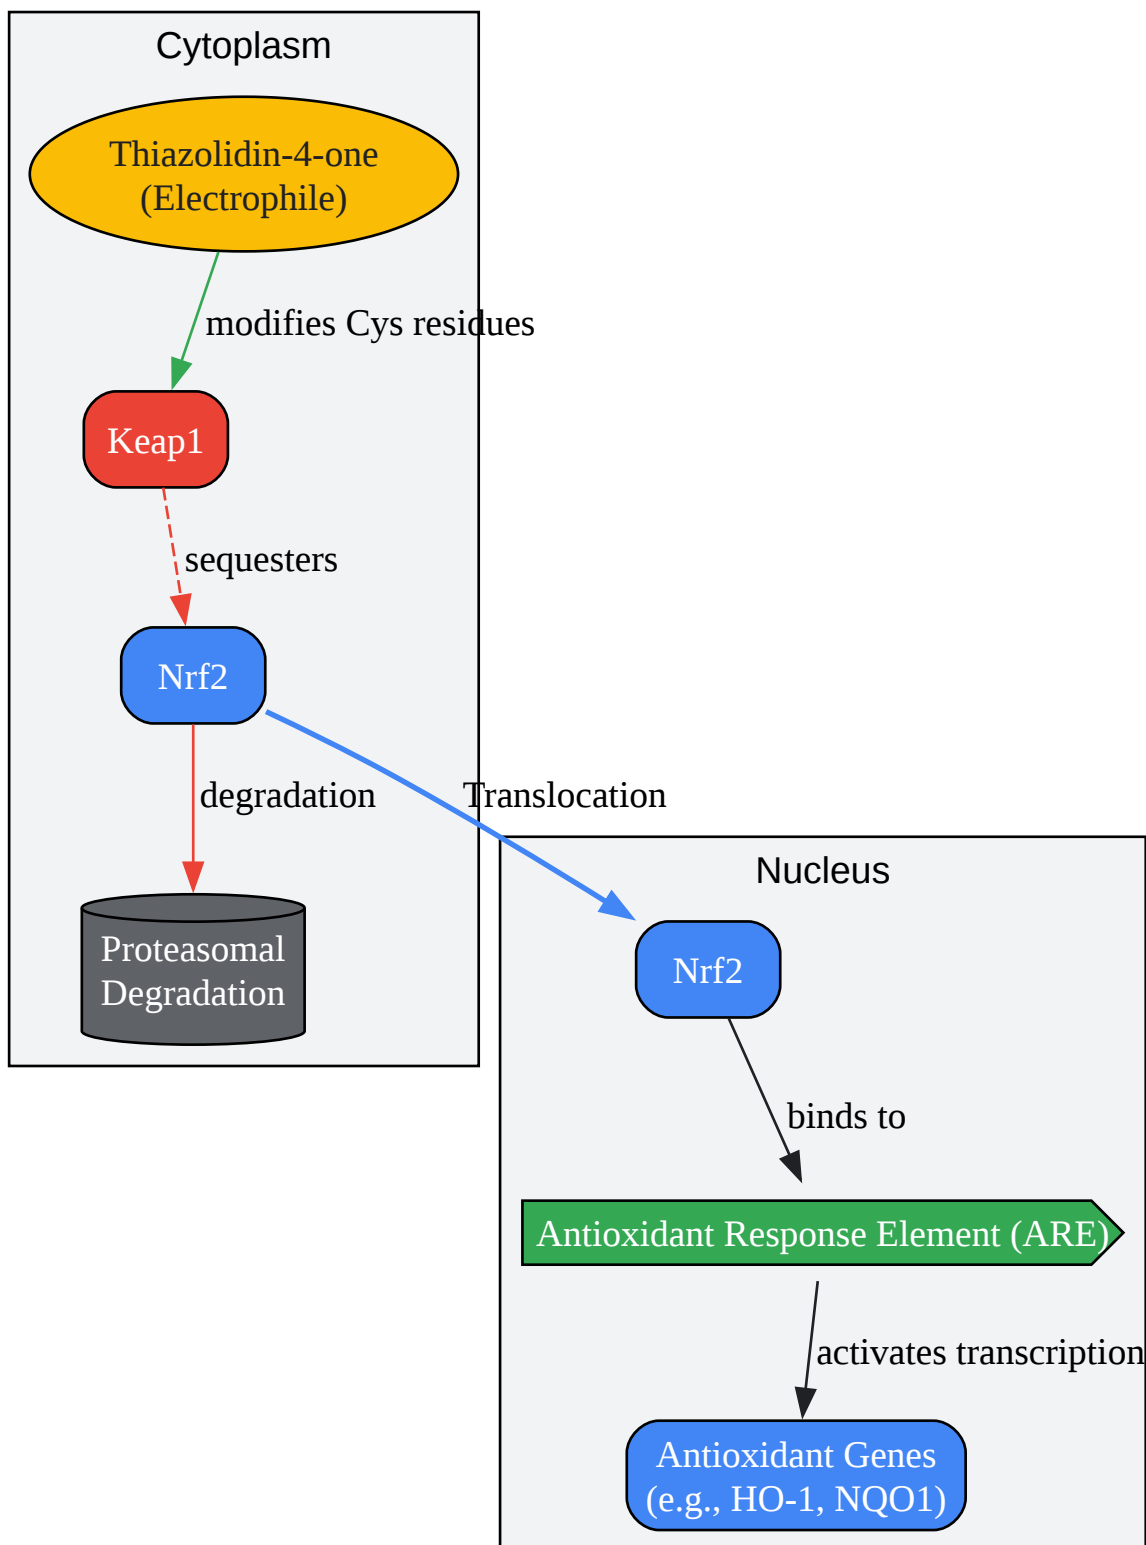 Cytoplasm
Thiazolidin-4-one
(Electrophile)
modifies Cys residues
Keap1
sequesters
Nrf2
degradation
Translocation
Proteasomal
Degradation
Nucleus
Nrf2
binds to
Antioxidant Response Element (ARE)
activates transcription
Antioxidant Genes
(e.g., HO-1, NQO1)